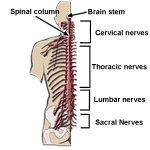 Spinal column
Brain stem
Cervical nerves
Thoracic Nerves
Lumbar Nerves
Sacral Nerves